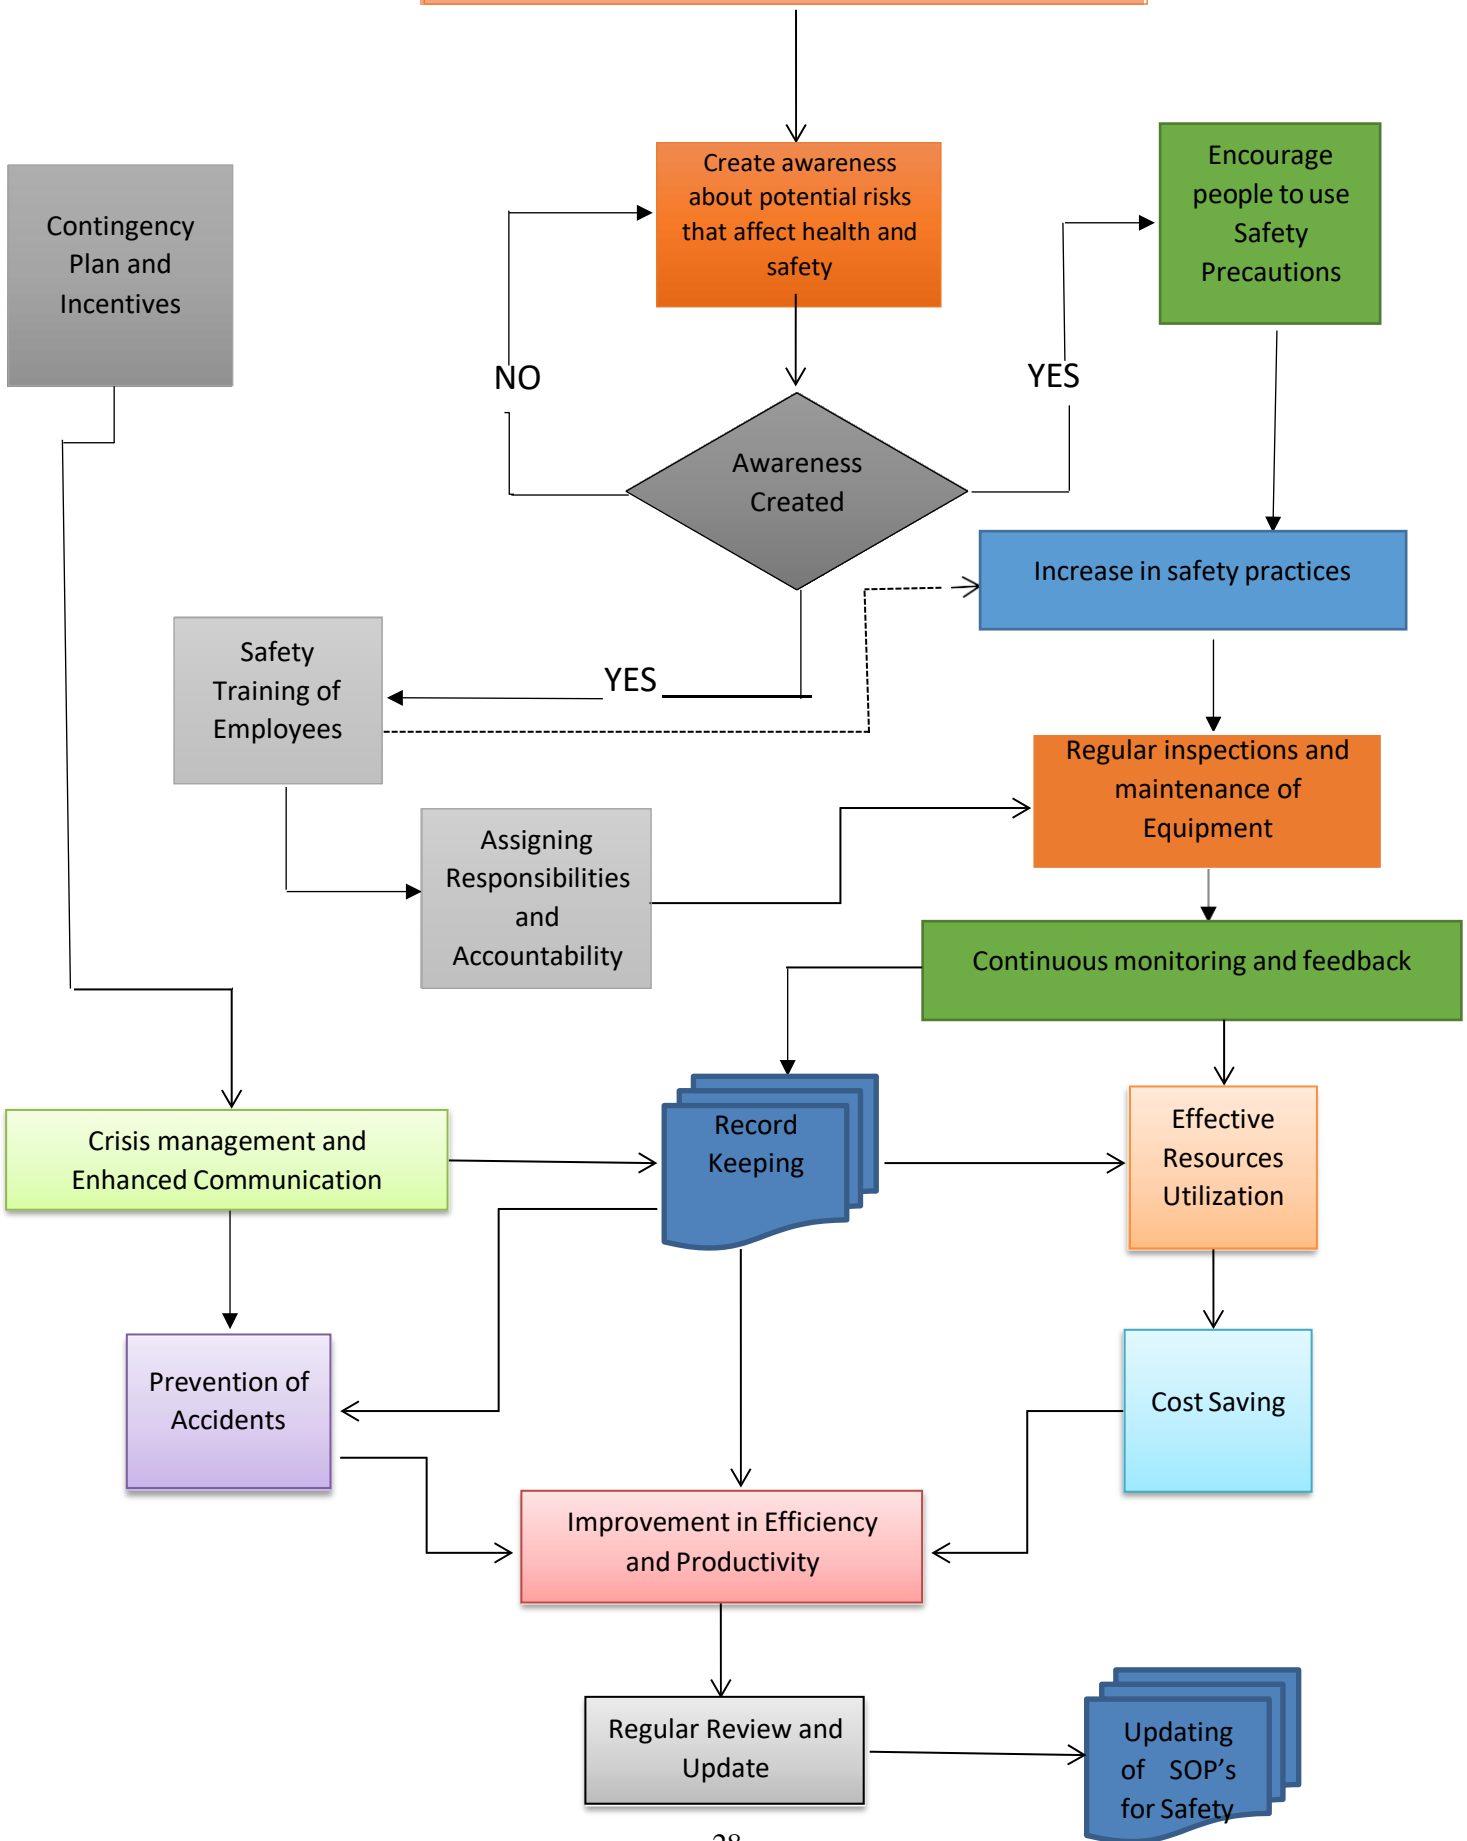 Create awareness
about potential risks
that affect health and
safety
Encourage
people to use
Safety
Precautions
Contingency
Plan and
Incentives
NO
YES
Awareness
Created
Increase in safety practices
Safety
Training of
Employees
YES
Regular inspections and
maintenance of
Equipment
Assigning
Responsibilities
and
Accountability
Continuous monitoring and feedback
Record
Keeping
Effective
Resources
Utilization
Crisis management and
Enhanced Communication
Prevention of
Accidents
Cost Saving
Improvement in Efficiency
and Productivity
Regular Review and
Update
Updating
of SOP's
for Safety
28